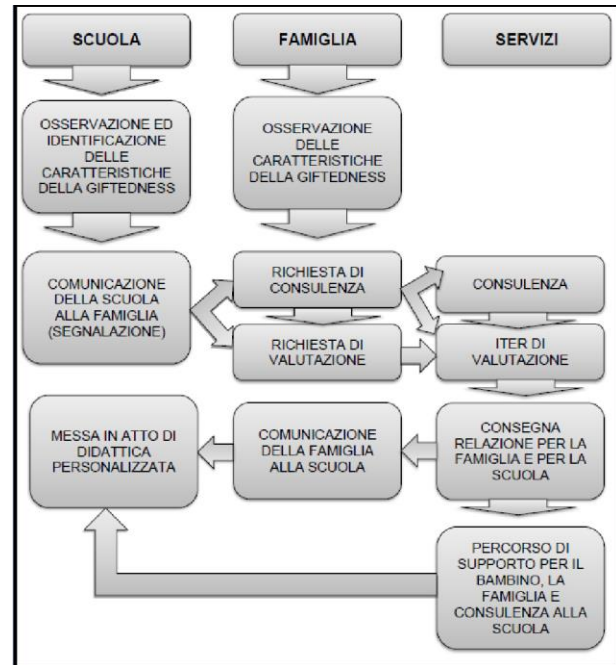 SCUOLA
FAMIGLIA
SERVIZI
OSSERVAZIONE ED
IDENTIFICAZIONE
DELLE
CARATTERISTICHE
DELLA GIFTEDNESS
OSSERVAZIONE
DELLE
CARATTERISTICHE
DELLA GIFTEDNESS
COMUNICAZIONE
DELLA SCUOLA
ALLA FAMIGLIA
(SEGNALAZIONE)
RICHIESTA DI
CONSULENZA
CONSULENZA
RICHIESTA DI
VALUTAZIONE
ITER DI
VALUTAZIONE
MESSA IN ATTO DI
DIDATTICA
PERSONALIZZATA
COMUNICAZIONE
DELLA FAMIGLIA
ALLA SCUOLA
CONSEGNA
RELAZIONE PER LA
FAMIGLIA E PER LA
SCUOLA
PERCORSO DI
SUPPORTO PER IL
BAMBINO, LA
FAMIGLIA E
CONSULENZA ALLA
SCUOLA